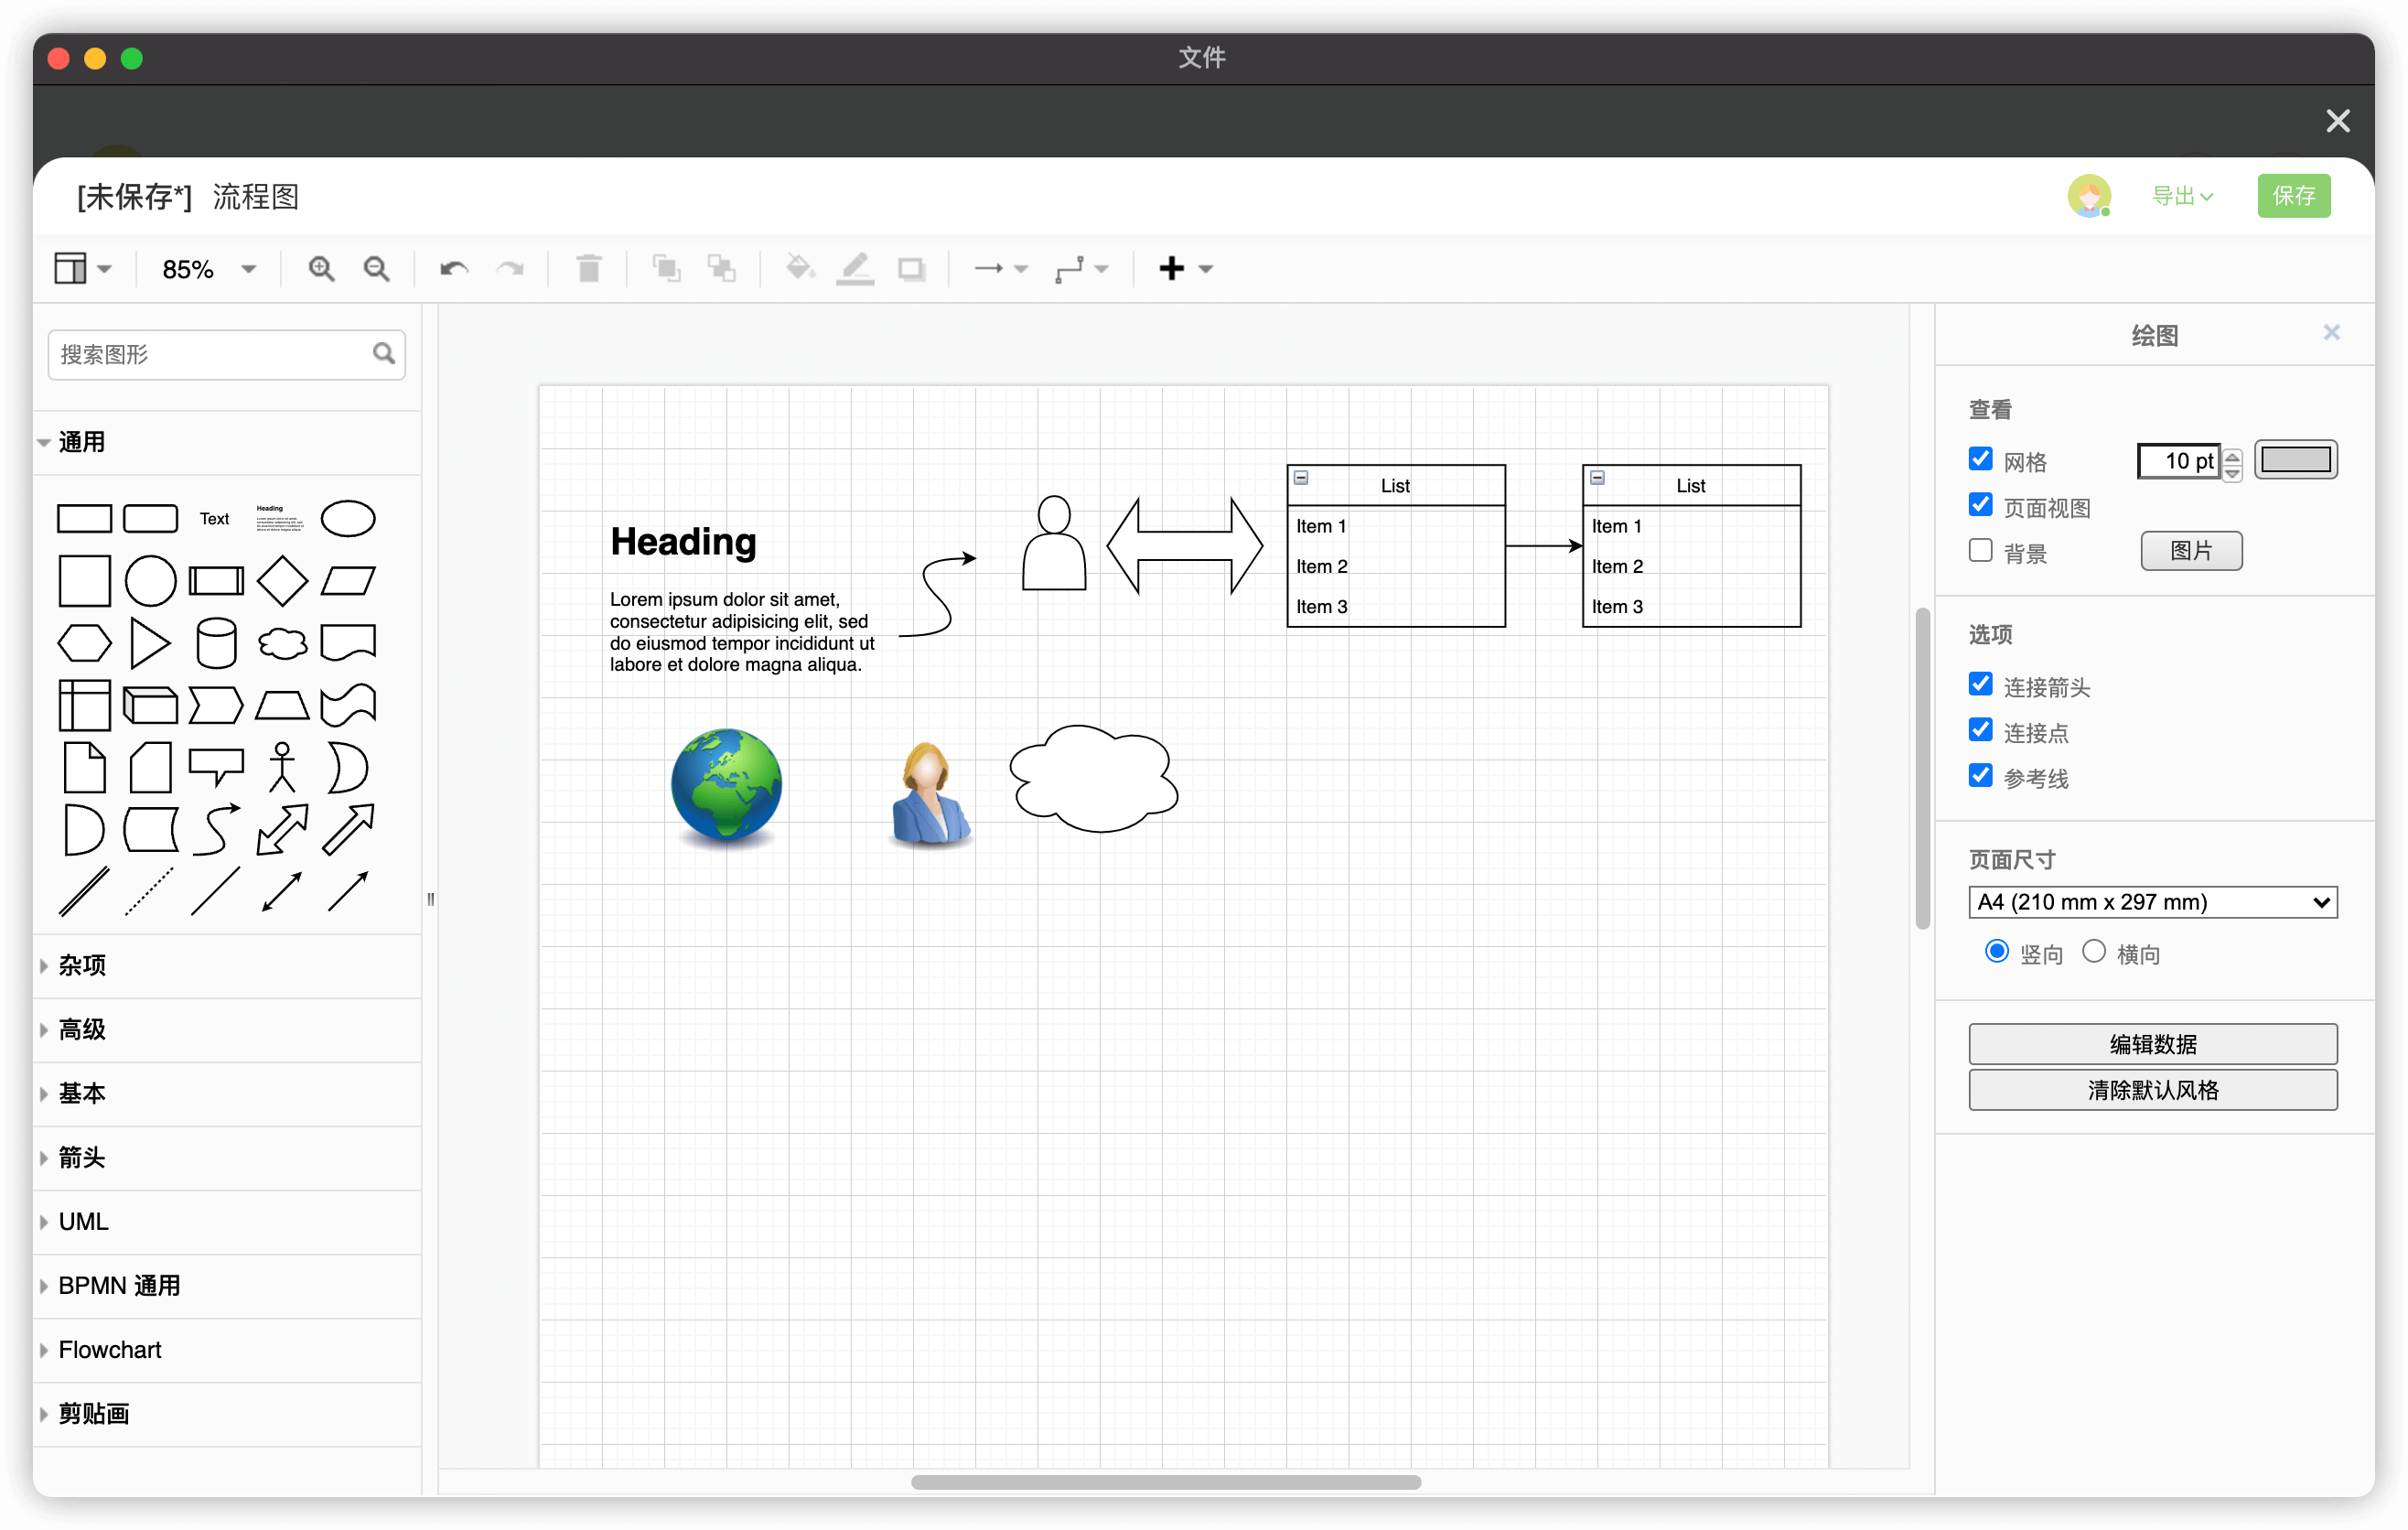 文件
[未保存*] 流程图
导出
保存
85%
搜索图形
通用
Text
Heading
杂项
高级
基本
箭头
UML
BPMN 通用
Flowchart
剪贴画
Heading
Lorem ipsum dolor sit amet,
consectetur adipisicing elit, sed
do eiusmod tempor incididunt ut
labore et dolore magna aliqua.
List
Item 1
Item 2
Item 3
List
Item 1
Item 2
Item 3
绘图
查看
网格
10 pt
页面视图
背景
图片
选项
连接箭头
连接点
参考线
页面尺寸
A4 (210 mm x 297 mm)
竖向
横向
编辑数据
清除默认风格